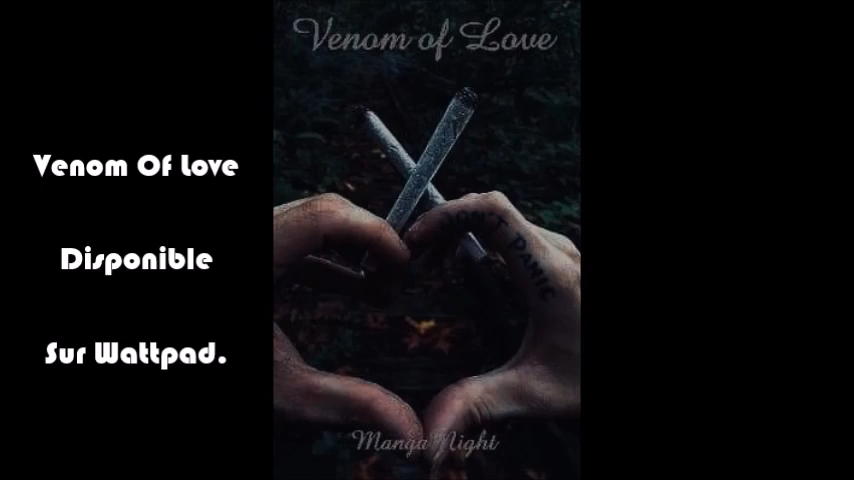 Venom of Love
Venom Of Love
Disponible
Sur Wattpad.
DON'T PANIC
Manga Night